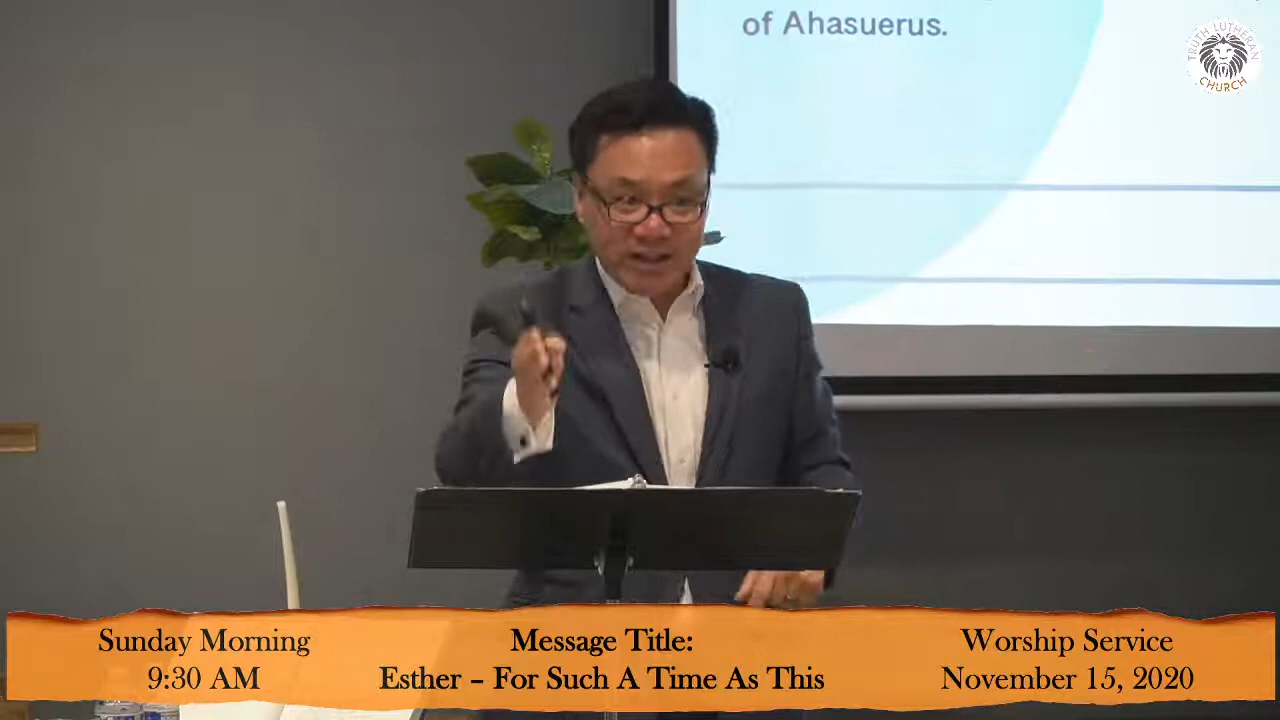 of Ahasuerus.
TRUTH LUTHERAN
CHURCH
Sunday Morning
9:30 AM
Message Title:
Esther – For Such A Time As This
Worship Service
November 15, 2020